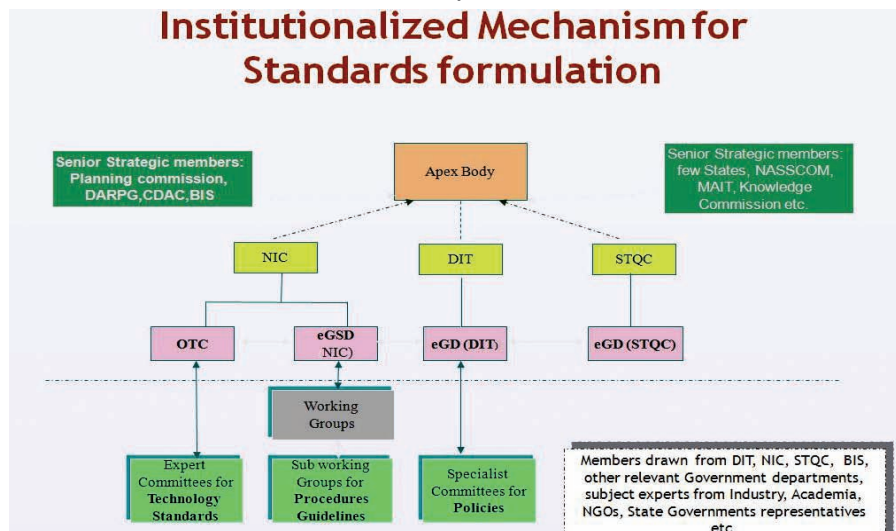 Institutionalized Mechanism for
Standards formulation
Senior Strategic members:
Planning commission,
DARPG,CDAC,BIS
Apex Body
Senior Strategic members:
few States, NASSCOM,
MAIT, Knowledge
Commission etc.
NIC
DIT
STQC
OTC
eGSD
NIC)
eGD (DIT)
eGD (STQC)
Working
Groups
Expert
Committees for
Technology
Standards
Sub working
Groups for
Procedures
Guidelines
Specialist
Committees for
Policies
Members drawn from DIT, NIC, STQC, BIS,
other relevant Government departments,
subject experts from Industry, Academia,
NGOs, State Governments representatives
etc